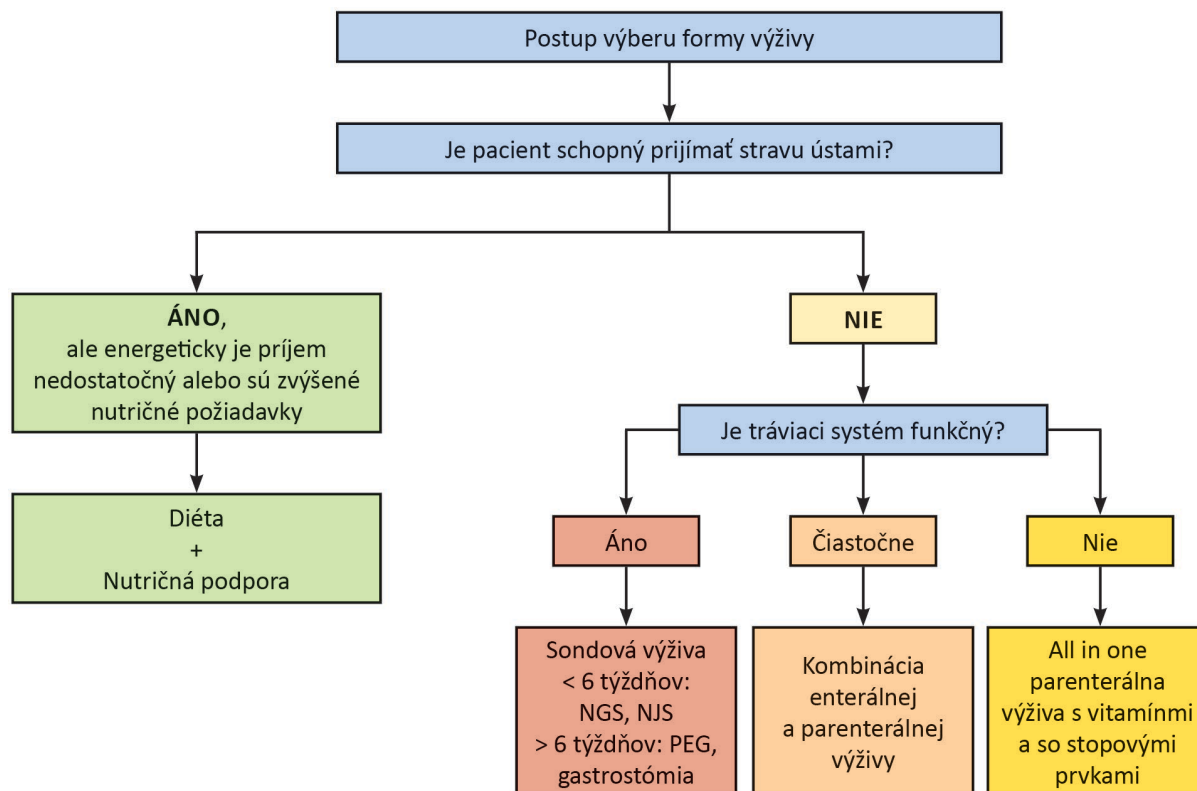 Postup výberu formy výživy
Je pacient schopný prijímať stravu ústami?
ÁNO,
ale energeticky je príjem
nedostatočný alebo sú zvýšené
nutričné požiadavky
NIE
Je tráviaci systém funkčný?
Diéta
+
Nutričná podpora
Áno
Čiastočne
Nie
Sondová výživa
< 6 týždňov:
NGS, NJS
> 6 týždňov: PEG,
gastrostómia
Kombinácia
enterálnej
a parenterálnej
výživy
All in one
parenterálna
výživa s vitamínmi
a so stopovými
prvkami